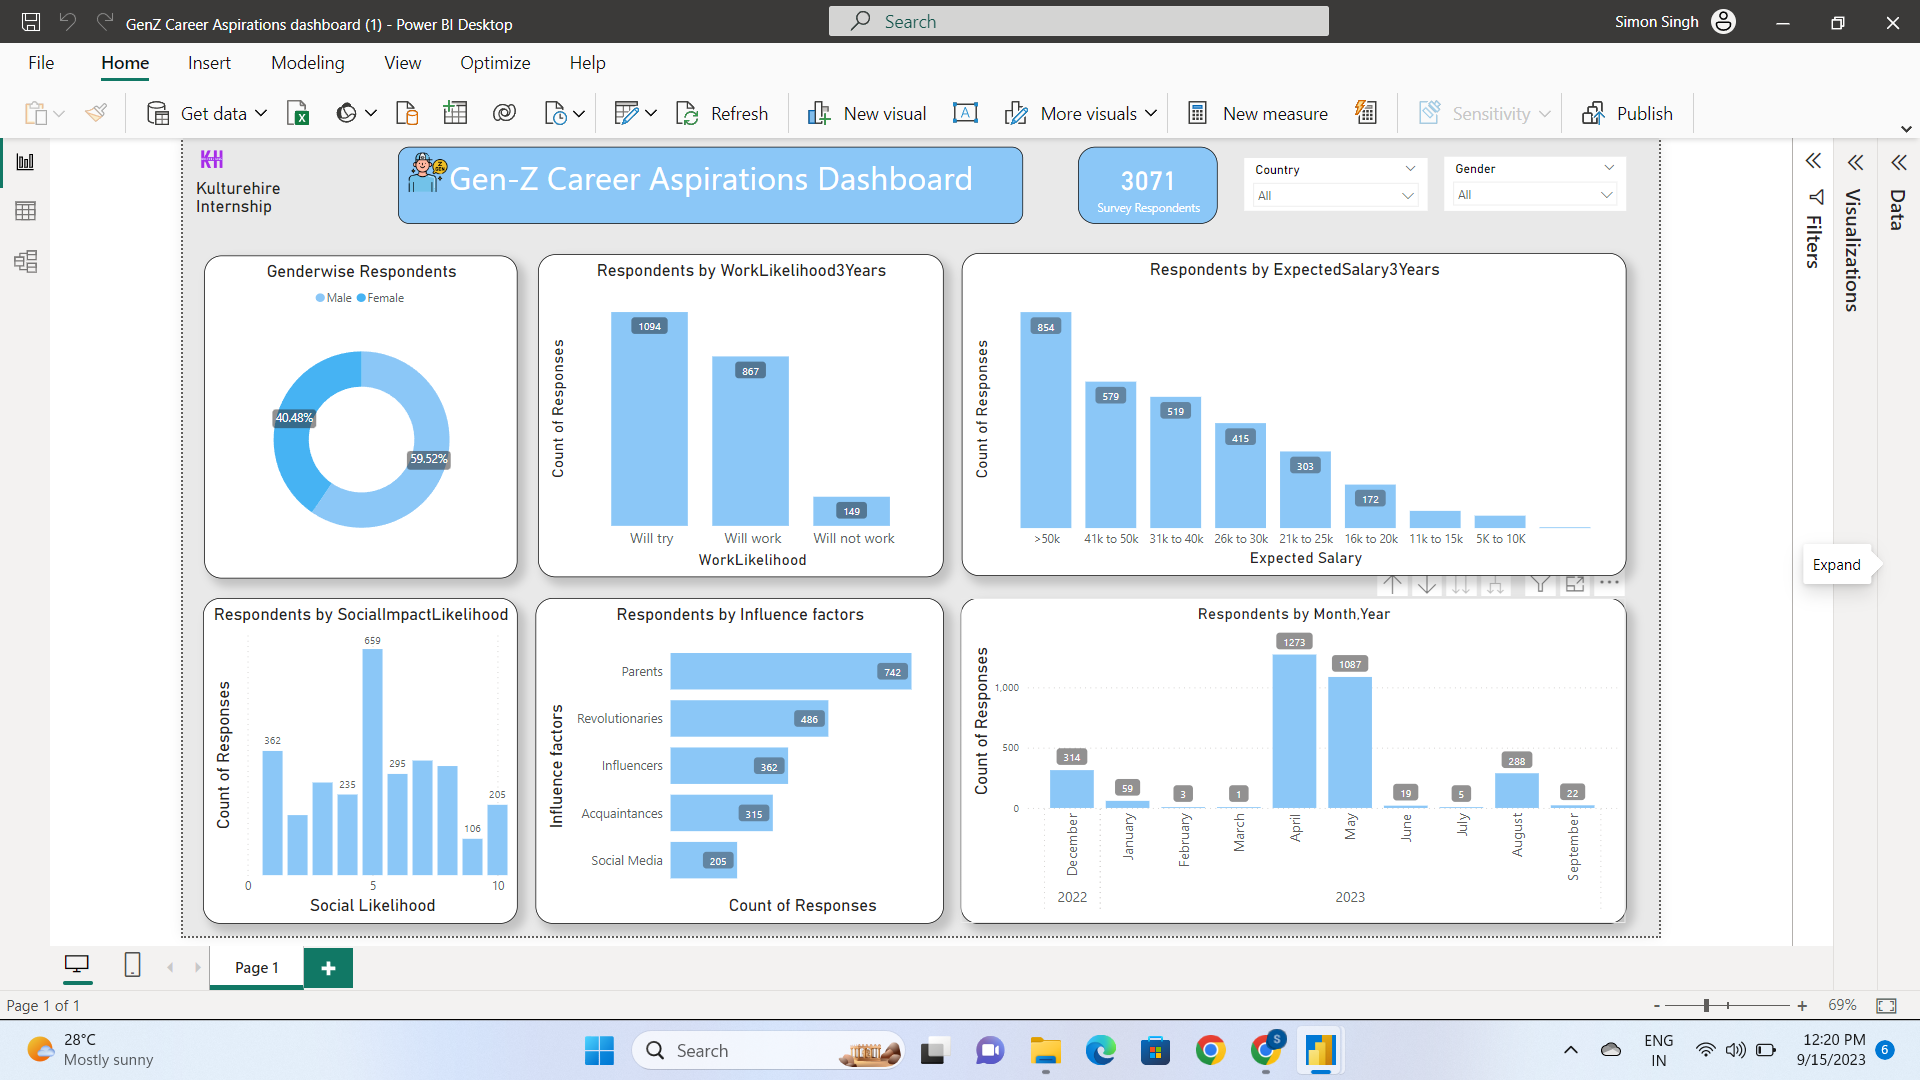 GenZ Career Aspirations dashboard (1) - Power BI Desktop
Search
Simon Singh
File
Home
Insert
Modeling
View
Optimize
Help
Get data
Refresh
New visual
More visuals
New measure
Sensitivity
Publish
KH
Kulturehire
Internship
Gen-Z Career Aspirations Dashboard
3071
Survey Respondents
Country
All
Gender
All
Filters
Visualizations
Data
Genderwise Respondents
Male
Female
40.48%
59.52%
Respondents by WorkLikelihood3Years
Count of Responses
1094
867
149
Will try
Will work
Will not work
WorkLikelihood
Respondents by ExpectedSalary3Years
Count of Responses
854
579
519
415
303
172
>50k
41k to 50k
31k to 40k
26k to 30k
21k to 25k
16k to 20k
11k to 15k
5K to 10K
Expected Salary
Expand
Respondents by SocialImpactLikelihood
Count of Responses
362
235
659
295
106
205
0
5
10
Social Likelihood
Respondents by Influence factors
Influence factors
Parents
742
Revolutionaries
486
Influencers
362
Acquaintances
315
Social Media
205
Count of Responses
Respondents by Month,Year
Count of Responses
1,000
500
0
314
59
3
1
1273
1087
19
5
288
22
December
January
February
March
April
May
June
July
August
September
2022
2023
Page 1
Page 1 of 1
69%
28°C
Mostly sunny
Search
ENG
IN
12:20 PM
9/15/2023
6